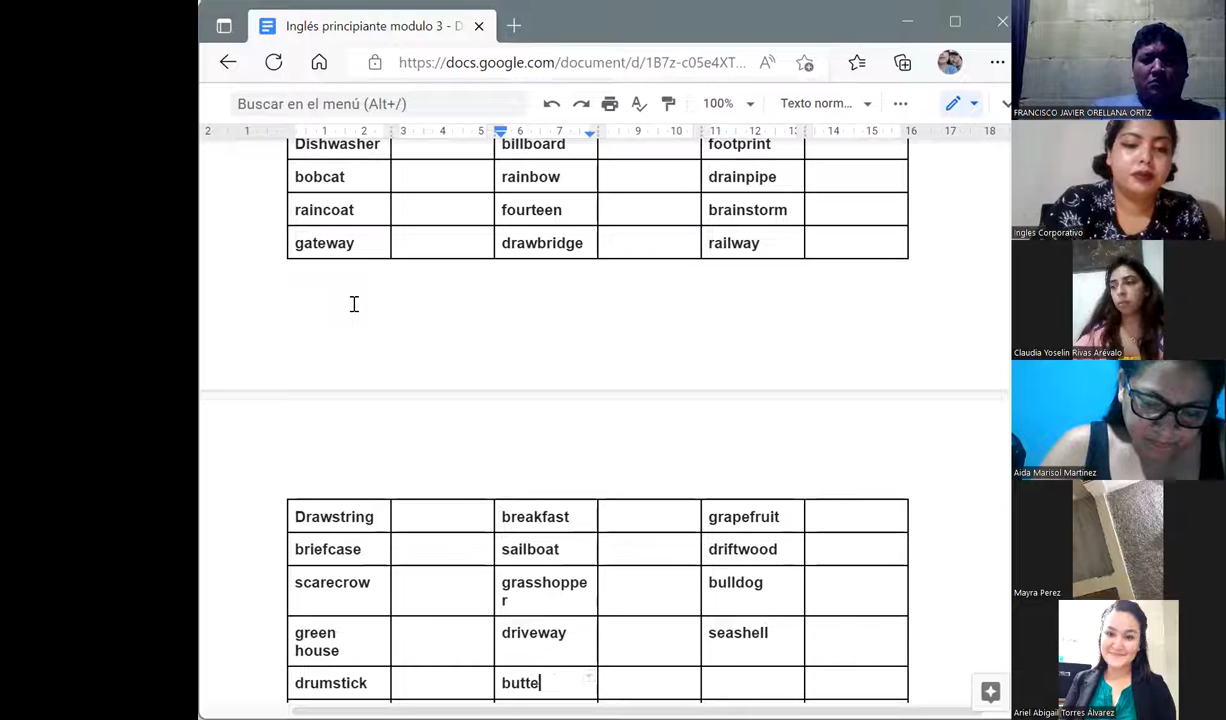 Inglés principiante modulo 3 - D
https://docs.google.com/document/d/1B7z-c05e4XT...
Buscar en el menú (Alt+/)
100%
Texto norm...
2 1 1 2 3 4 5 6 7 8 9 10 11 12 13 14 15 16 17 18
Dishwasher billboard footprint
bobcat rainbow drainpipe
raincoat fourteen brainstorm
gateway drawbridge railway
Drawstring breakfast grapefruit
briefcase sailboat driftwood
scarecrow grasshoppe bulldog
r
green driveway seashell
house
drumstick butte
FRANCISCO JAVIER ORELLANA ORTIZ
Ingles Corporativo
Claudia Yoselin Rivas Arévalo
Aida Marisol Martínez
Mayra Perez
Ariel Abigail Torres Álvarez